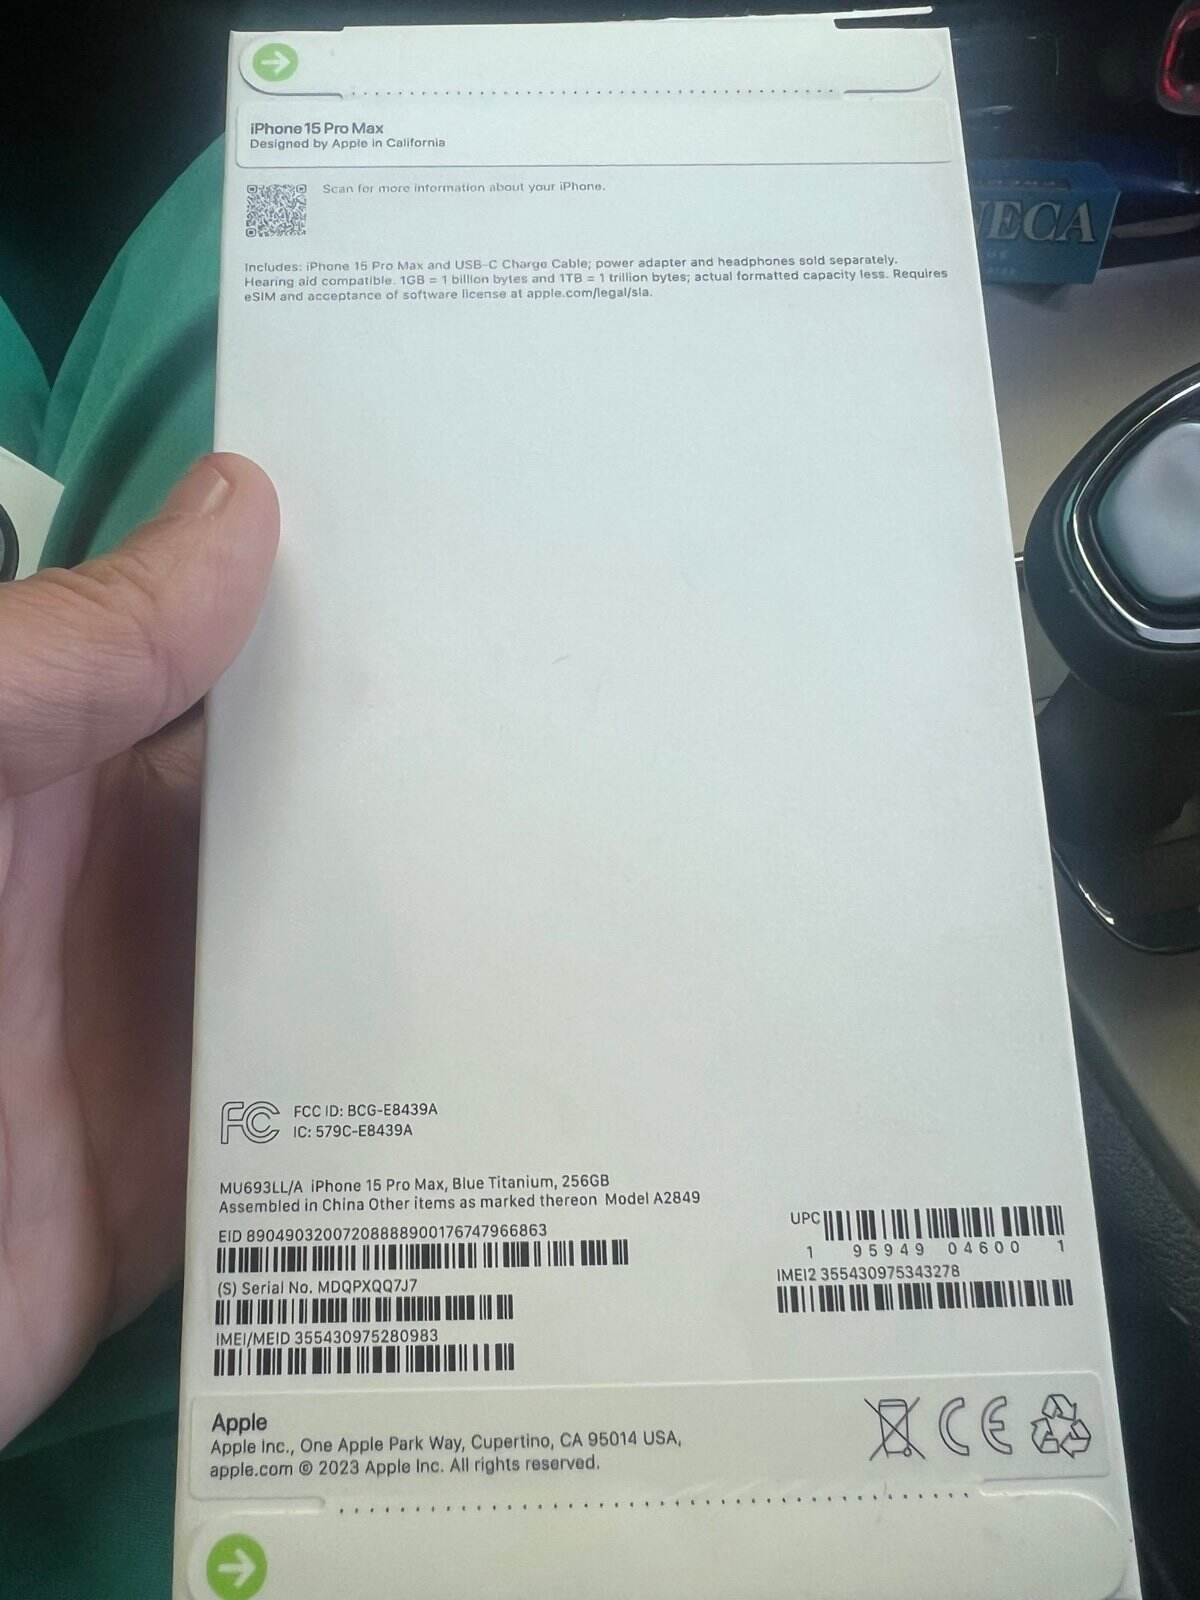 iPhone 15 Pro Max
Designed by Apple in California
Scan for more information about your iPhone.
Includes: iPhone 15 Pro Max and USB-C Charge Cable; power adapter and headphones sold separately.
Hearing aid compatible. 1GB = 1 billion bytes and 1TB = 1 trillion bytes; actual formatted capacity less. Requires
eSIM and acceptance of software license at apple.com/legal/sla.
NECA
FC FCC ID: BCG-E8439A
IC: 579C-E8439A
MU693LL/A iPhone 15 Pro Max, Blue Titanium, 256GB
Assembled in China Other items as marked thereon Model A2849
EID 89049032007208888900176747966863
(S) Serial No. MDQPXQQ7J7
IMEI/MEID 355430975280983
UPC
1 95949 04600 1
IMEI2 355430975343278
Apple
Apple Inc., One Apple Park Way, Cupertino, CA 95014 USA,
apple.com © 2023 Apple Inc. All rights reserved.
CE